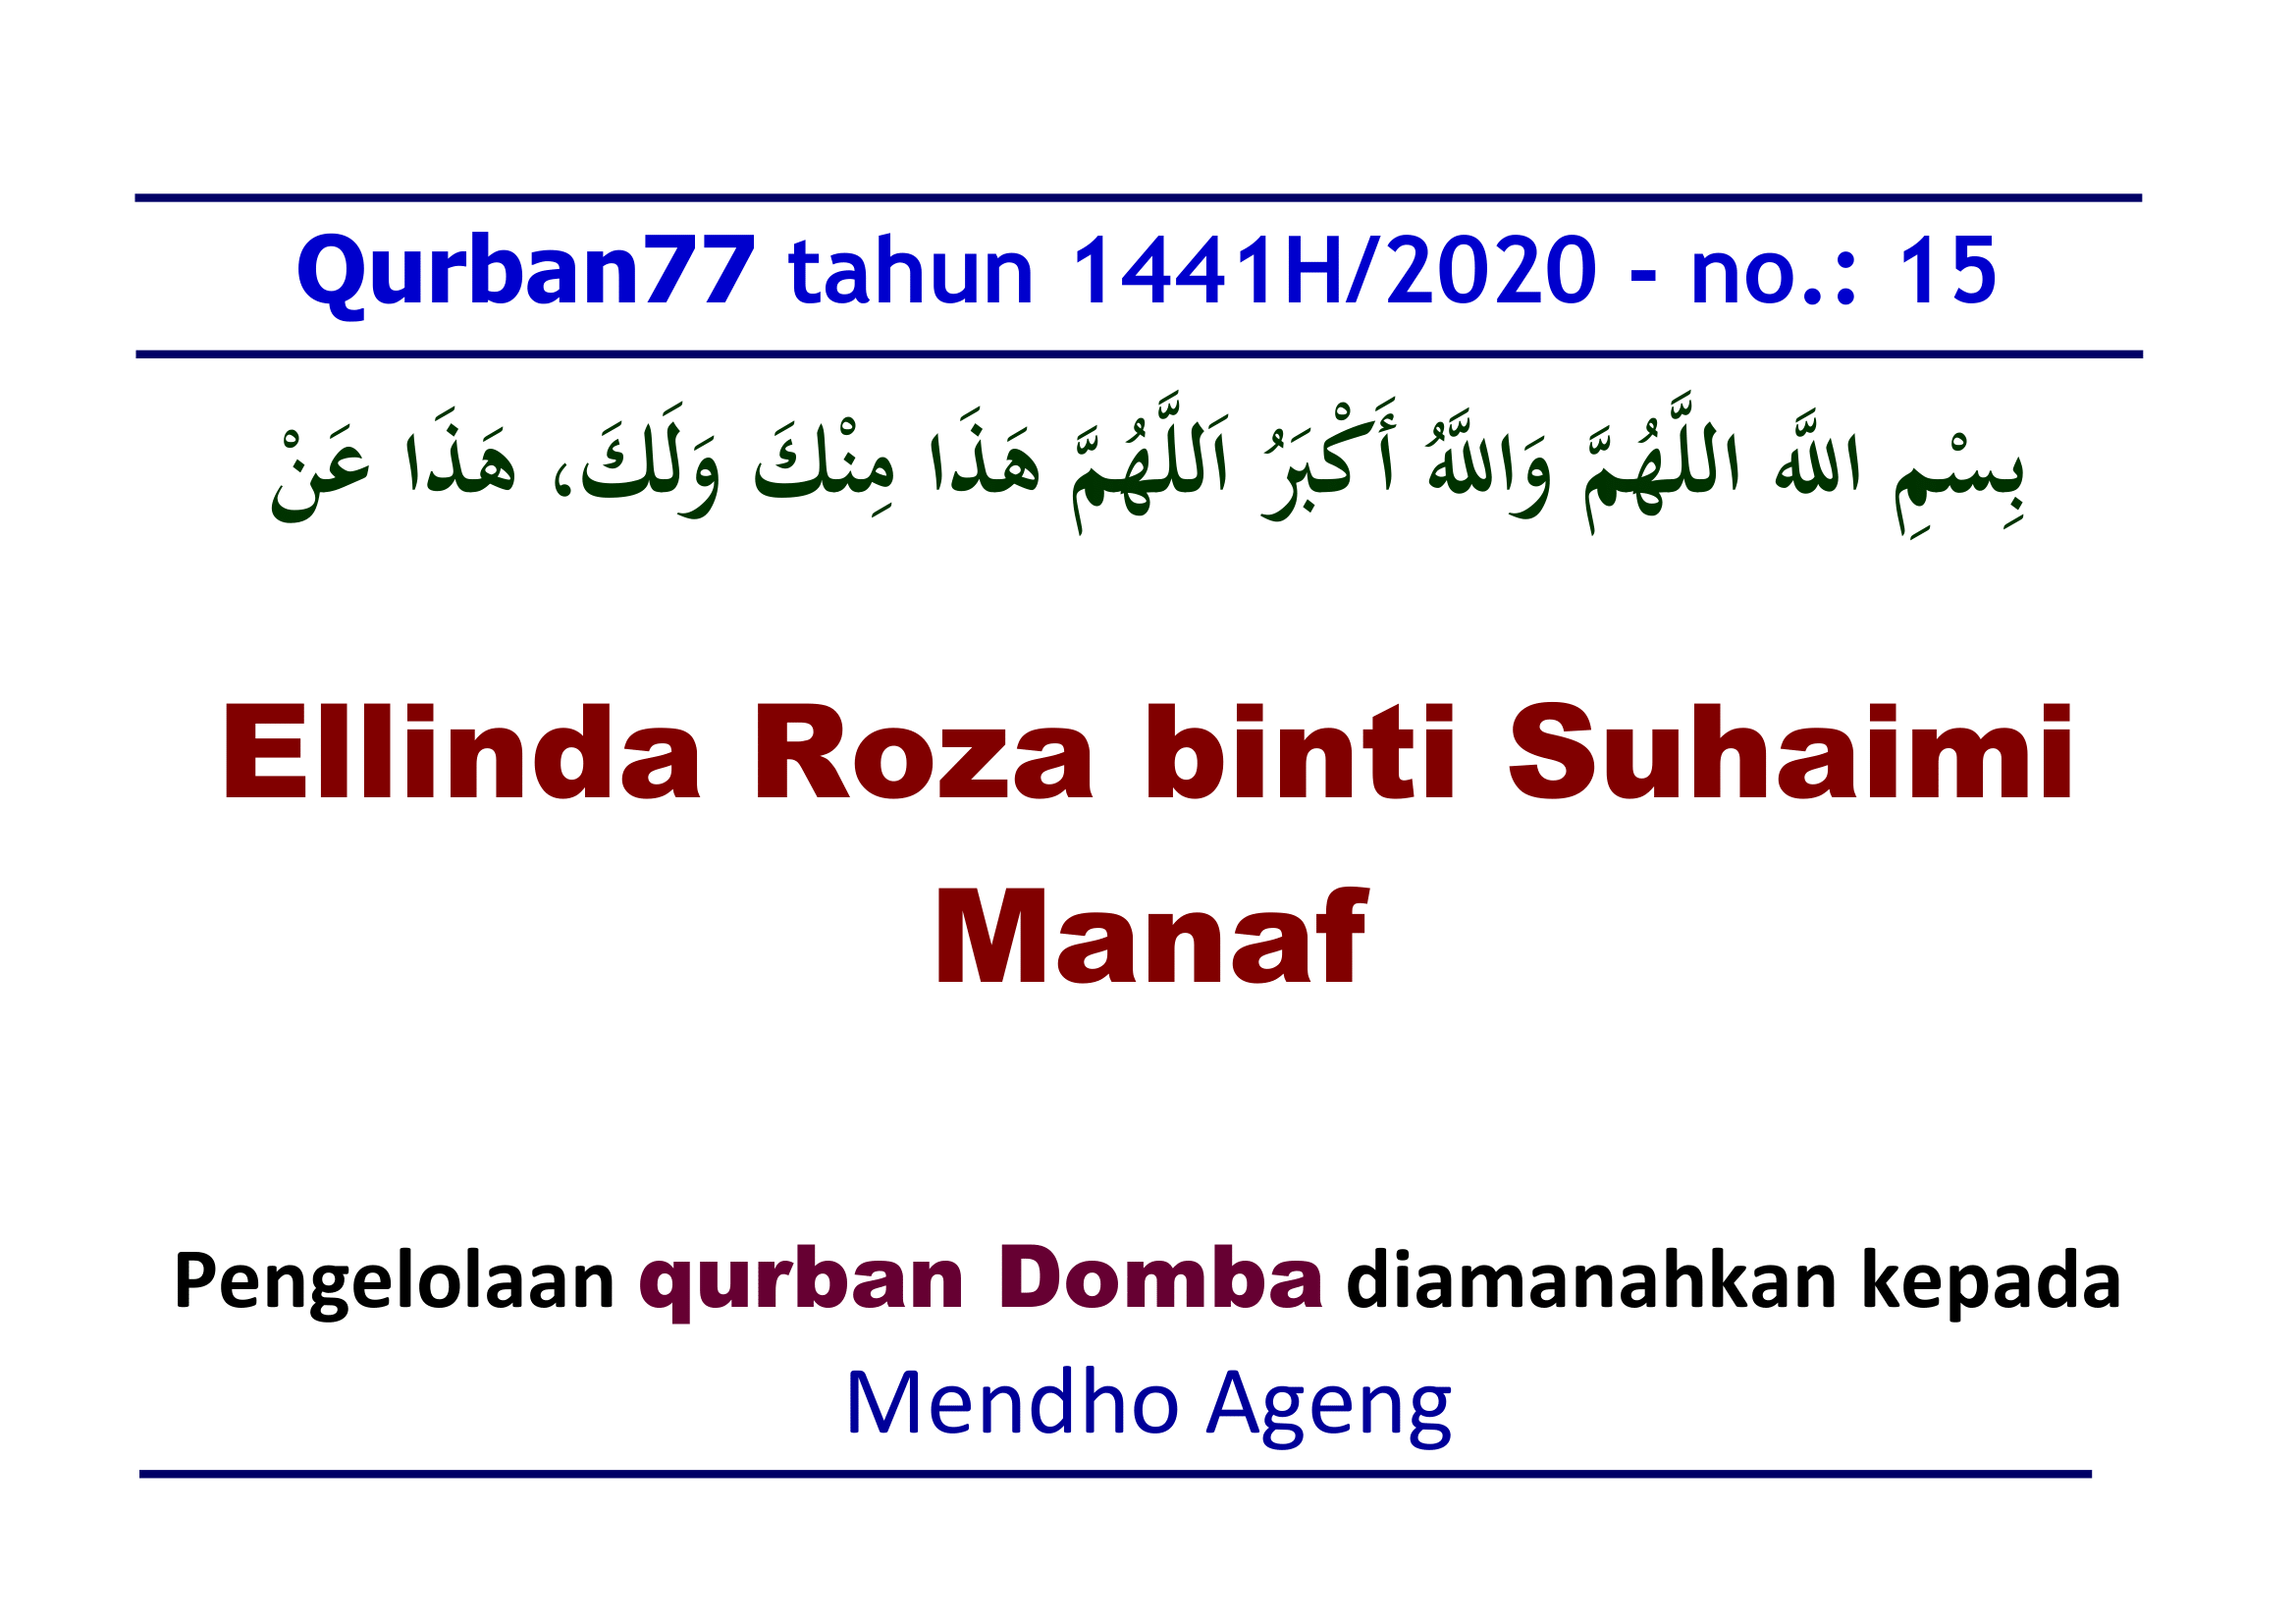 Qurban77 tahun 1441H/2020 - no.: 15
بِسْمِ اللَّه اَللَّهُمَّ وَاللَّهُ أَكْبَرُ اَللَّهُمَّ هَذَا مِنْكَ وَلَكَ، هَذَا عَنْ
Ellinda Roza binti Suhaimi
Manaf
Pengelolaan qurban Domba diamanahkan kepada
Mendho Ageng